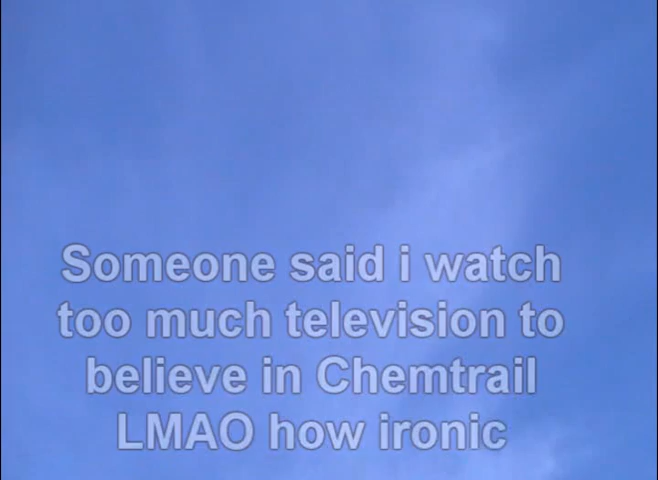 Someone said i watch
too much television to
believe in Chemtrail
LMAO how ironic